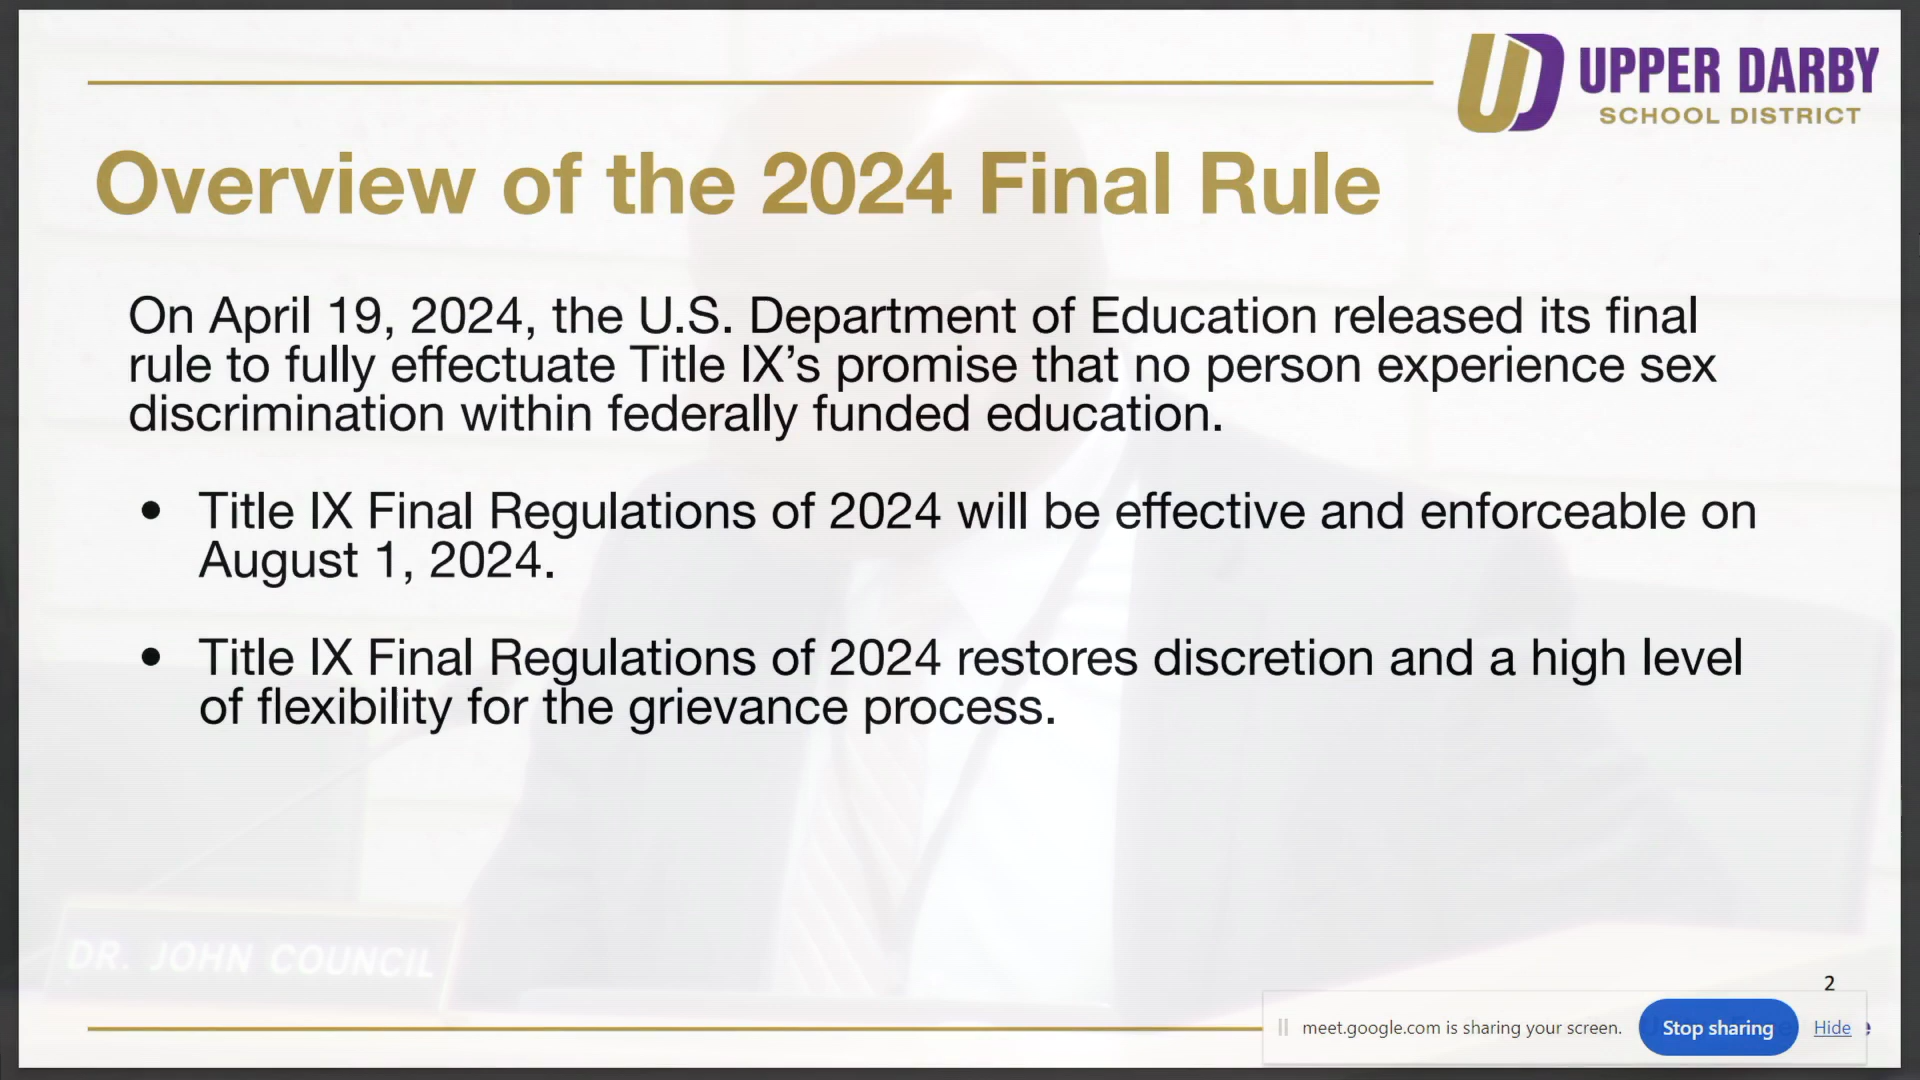 UPPER DARBY
SCHOOL DISTRICT
Overview of the 2024 Final Rule
On April 19, 2024, the U.S. Department of Education released its final
rule to fully effectuate Title IX’s promise that no person experience sex
discrimination within federally funded education.
• Title IX Final Regulations of 2024 will be effective and enforceable on
August 1, 2024.
• Title IX Final Regulations of 2024 restores discretion and a high level
of flexibility for the grievance process.
DR. JOHN COUNCIL
2
meet.google.com is sharing your screen. Stop sharing Hide